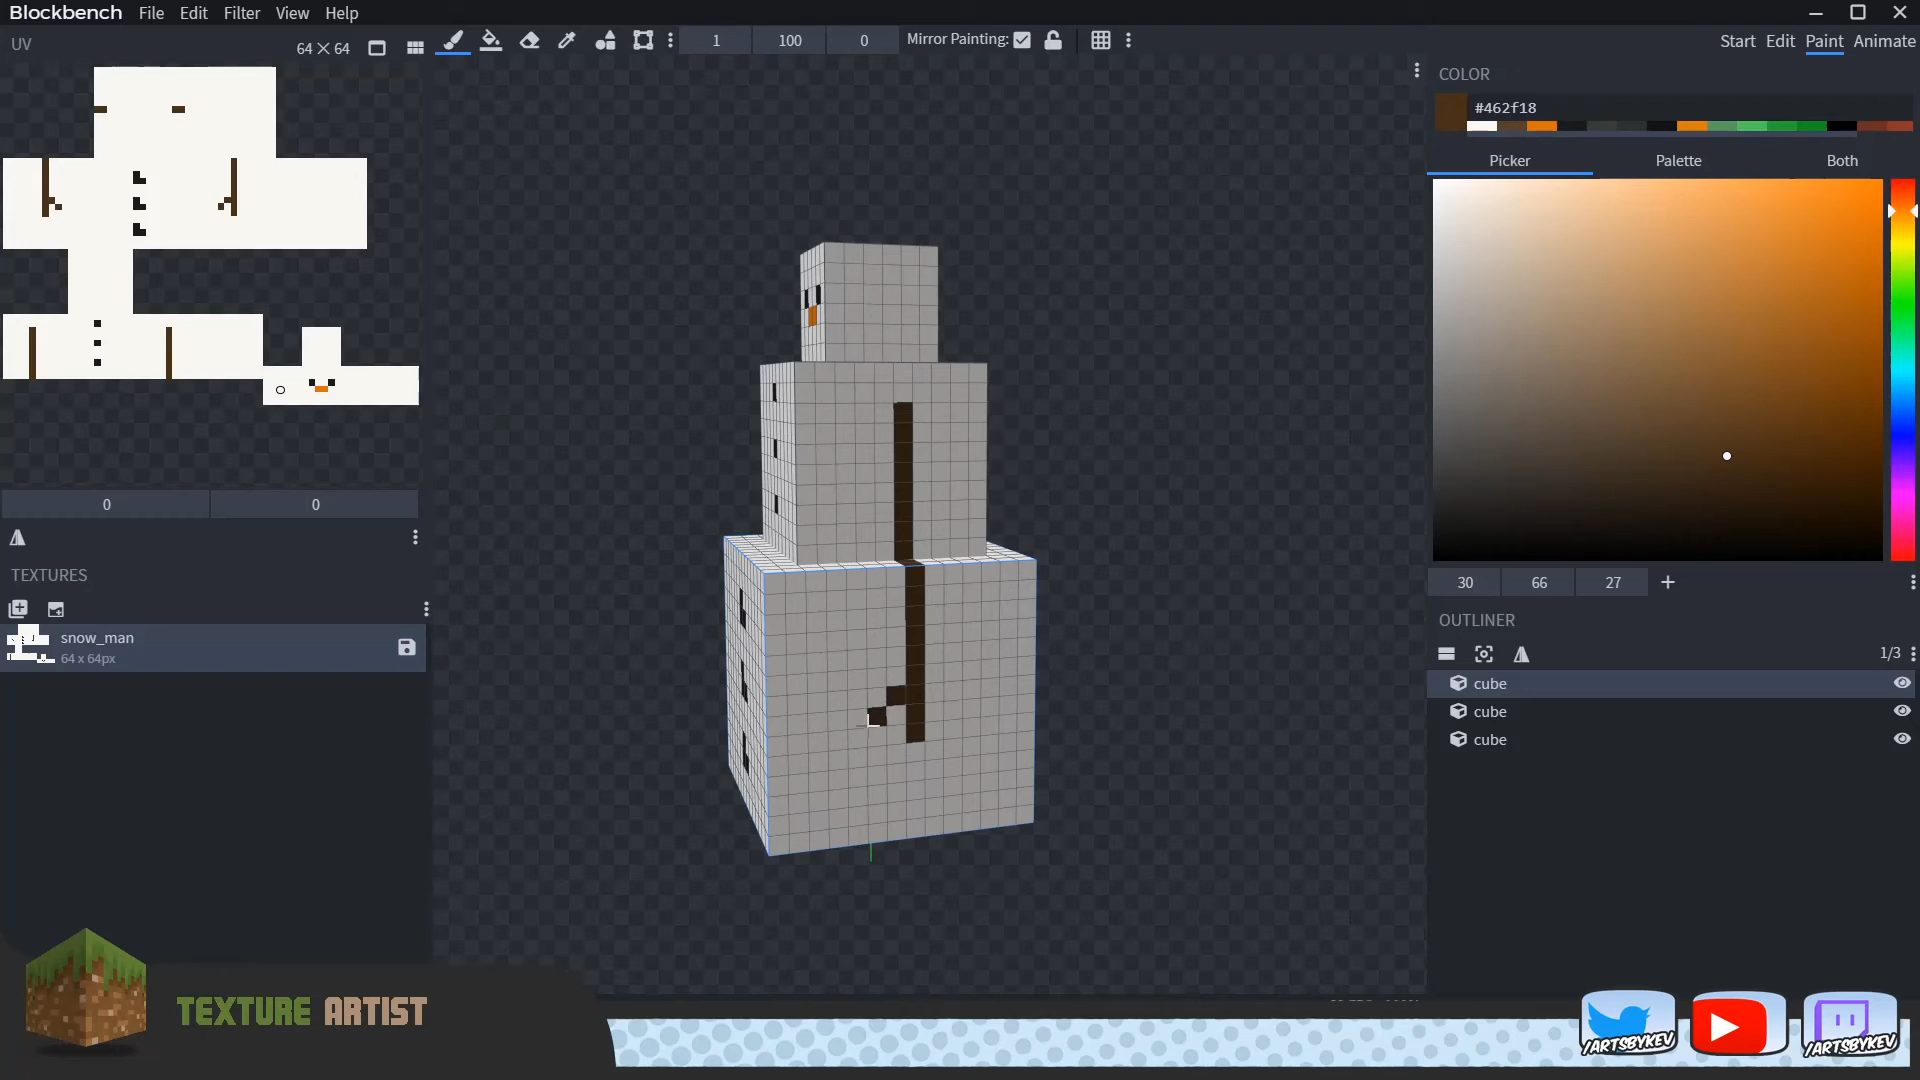 Blockbench File Edit Filter View Help
UV
64 × 64
1 100 0 Mirror Painting:
Start Edit Paint Animate
COLOR
#462f18
Picker Palette Both
0 0
30 66 27
TEXTURES
snow_man
64 x 64px
OUTLINER
1/3
cube
cube
cube
TEXTURE ARTIST
/ARTSBYKEV
/ARTSBYKEV